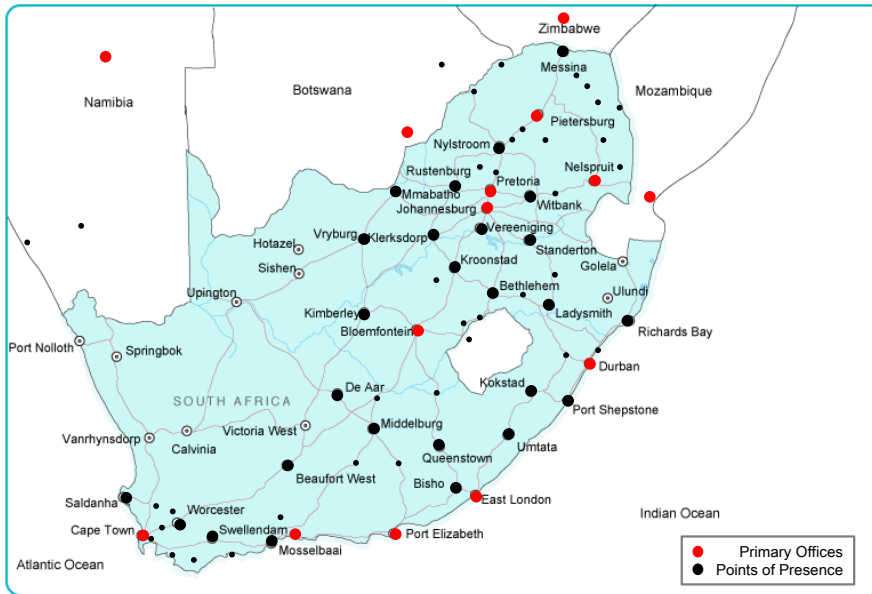 Zimbabwe
Messina
Namibia
Botswana
Mozambique
Pietersburg
Nylstroom
Nelspruit
Rustenburg
Pretoria
Mmabatho
Johannesburg
Witbank
Vryburg
Klerksdorp
Vereeniging
Hotazel
Standerton
Sishen
Kroonstad
Golela
Upington
Bethlehem
Ulundi
Kimberley
Ladysmith
Bloemfontein
Richards Bay
Port Nolloth
Springbok
Durban
De Aar
Kokstad
SOUTH AFRICA
Port Shepstone
Vanrhynsdorp
Victoria West
Middelburg
Calvinia
Umtata
Queenstown
Beaufort West
Bisho
Saldanha
East London
Worcester
Indian Ocean
Cape Town
Swellendam
Port Elizabeth
Mosselbaai
Atlantic Ocean
Primary Offices
Points of Presence